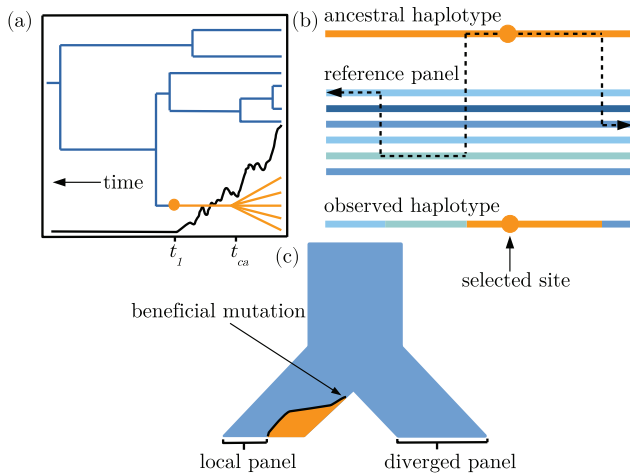 (a)
time
t1
tca
(b)
ancestral haplotype
reference panel
observed haplotype
selected site
(c)
beneficial mutation
local panel
diverged panel